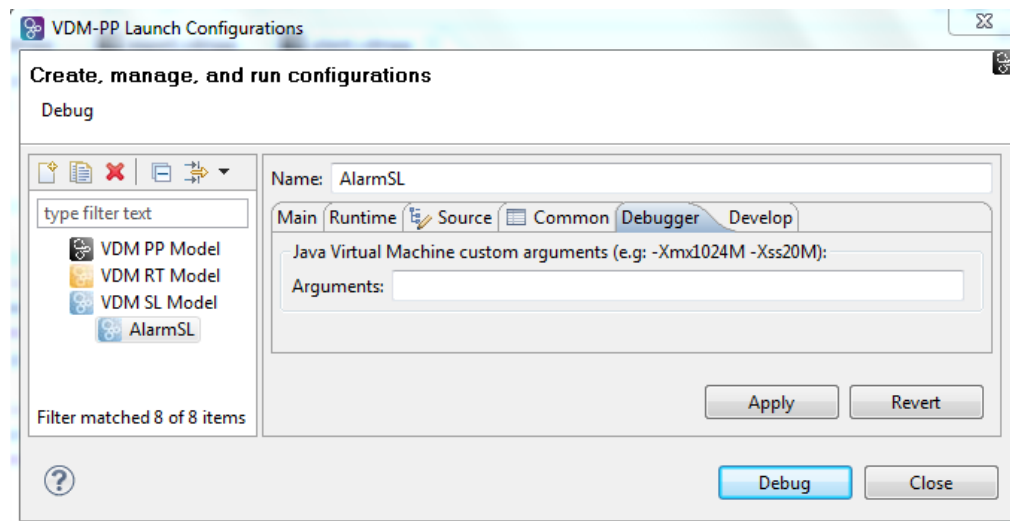 VDM-PP Launch Configurations
Create, manage, and run configurations
Debug
Name: AlarmSL
type filter text
Main Runtime Source Common Debugger Develop
VDM PP Model
Java Virtual Machine custom arguments (e.g: -Xmx1024M -Xss20M):
VDM RT Model
Arguments:
VDM SL Model
AlarmSL
Apply Revert
Filter matched 8 of 8 items
? Debug Close